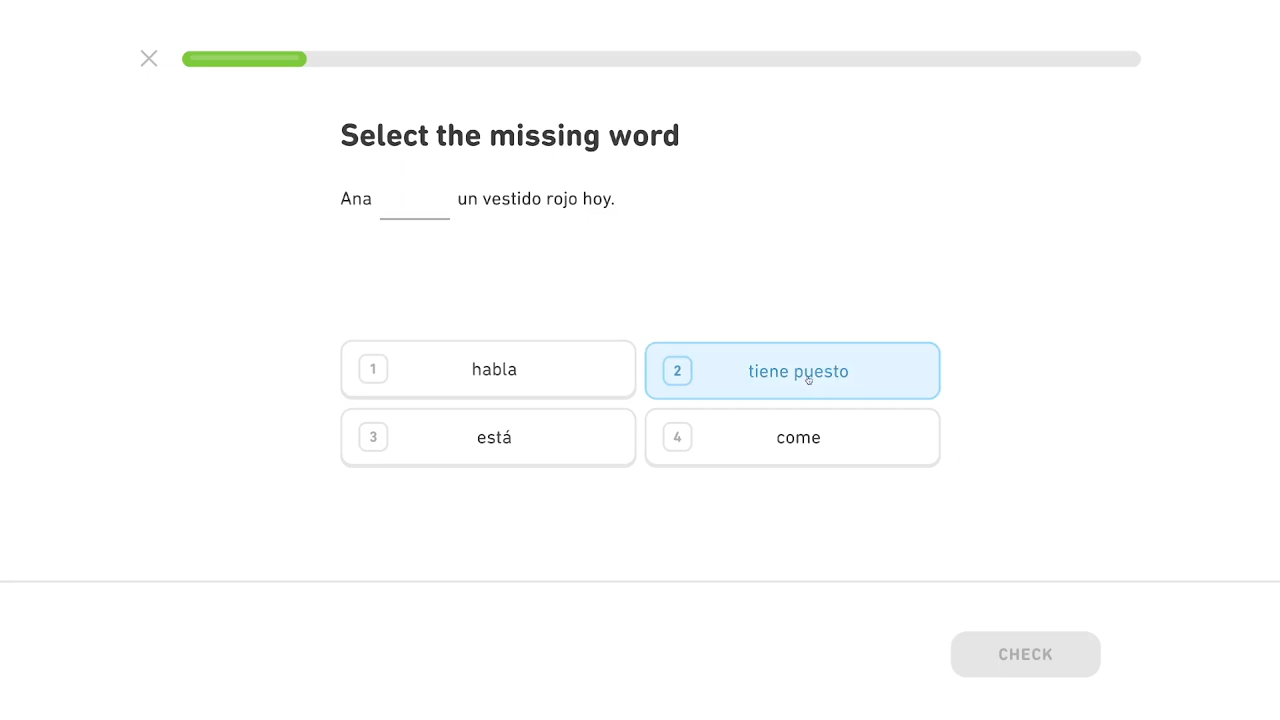 Select the missing word
Ana ______ un vestido rojo hoy.
1 habla
2 tiene puesto
3 está
4 come
CHECK